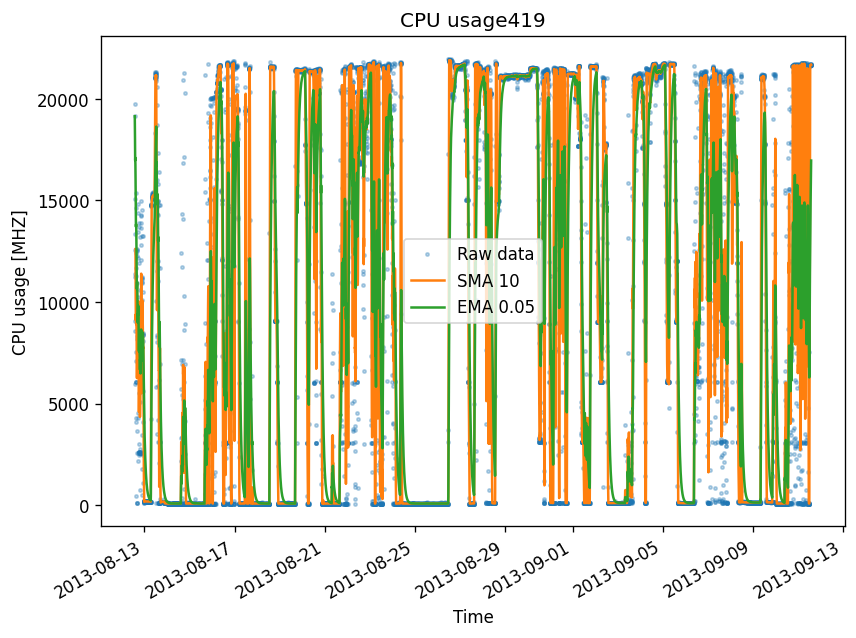 CPU usage419
CPU usage [MHZ]
20000
15000
10000
5000
0
Raw data
SMA 10
EMA 0.05
2013-08-13
2013-08-17
2013-08-21
2013-08-25
2013-08-29
2013-09-01
2013-09-05
2013-09-09
2013-09-13
Time